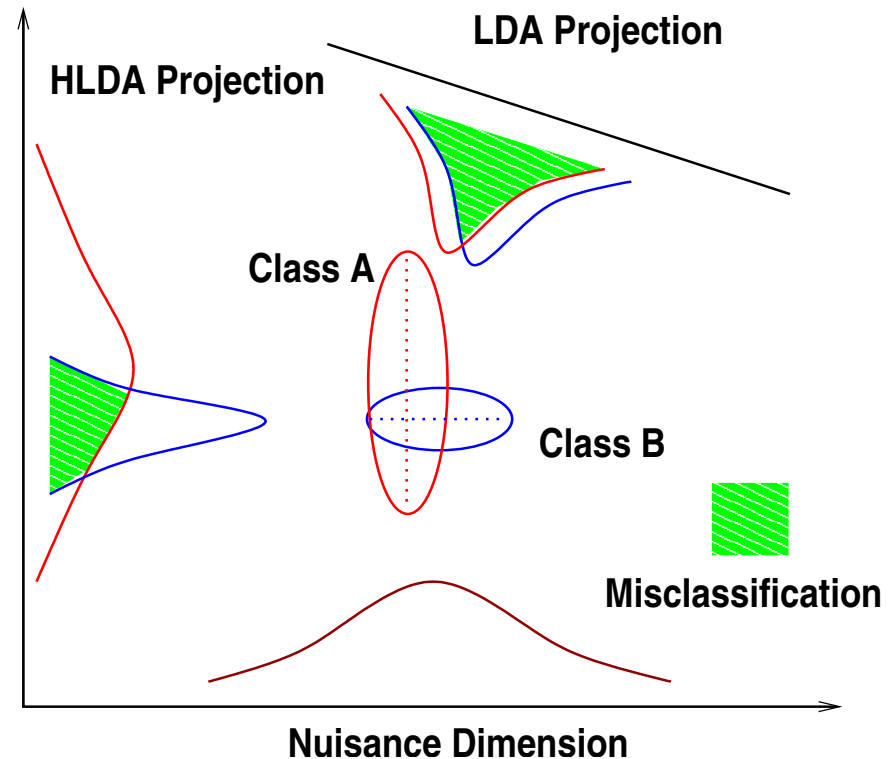 LDA Projection
HLDA Projection
Class A
Class B
Misclassification
Nuisance Dimension